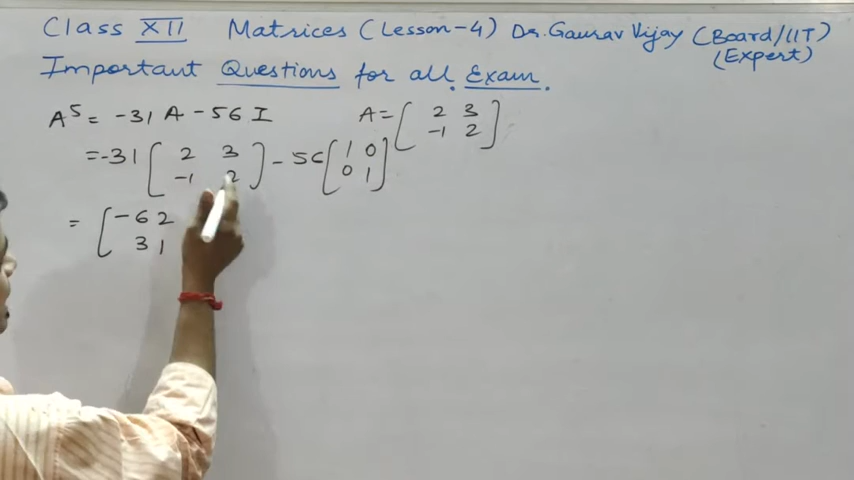 Class XII Matrices (Lesson-4) Dr. Gaurav Vijay (Board/IIT)
(Expert)
Important Questions for all Exam.
A⁵ = -31 A - 56 I A = [ 2 3
-1 2 ]
= -31 [ 2 3
-1 2 ] - 56 [ 1 0
0 1 ]
= [ -62
31